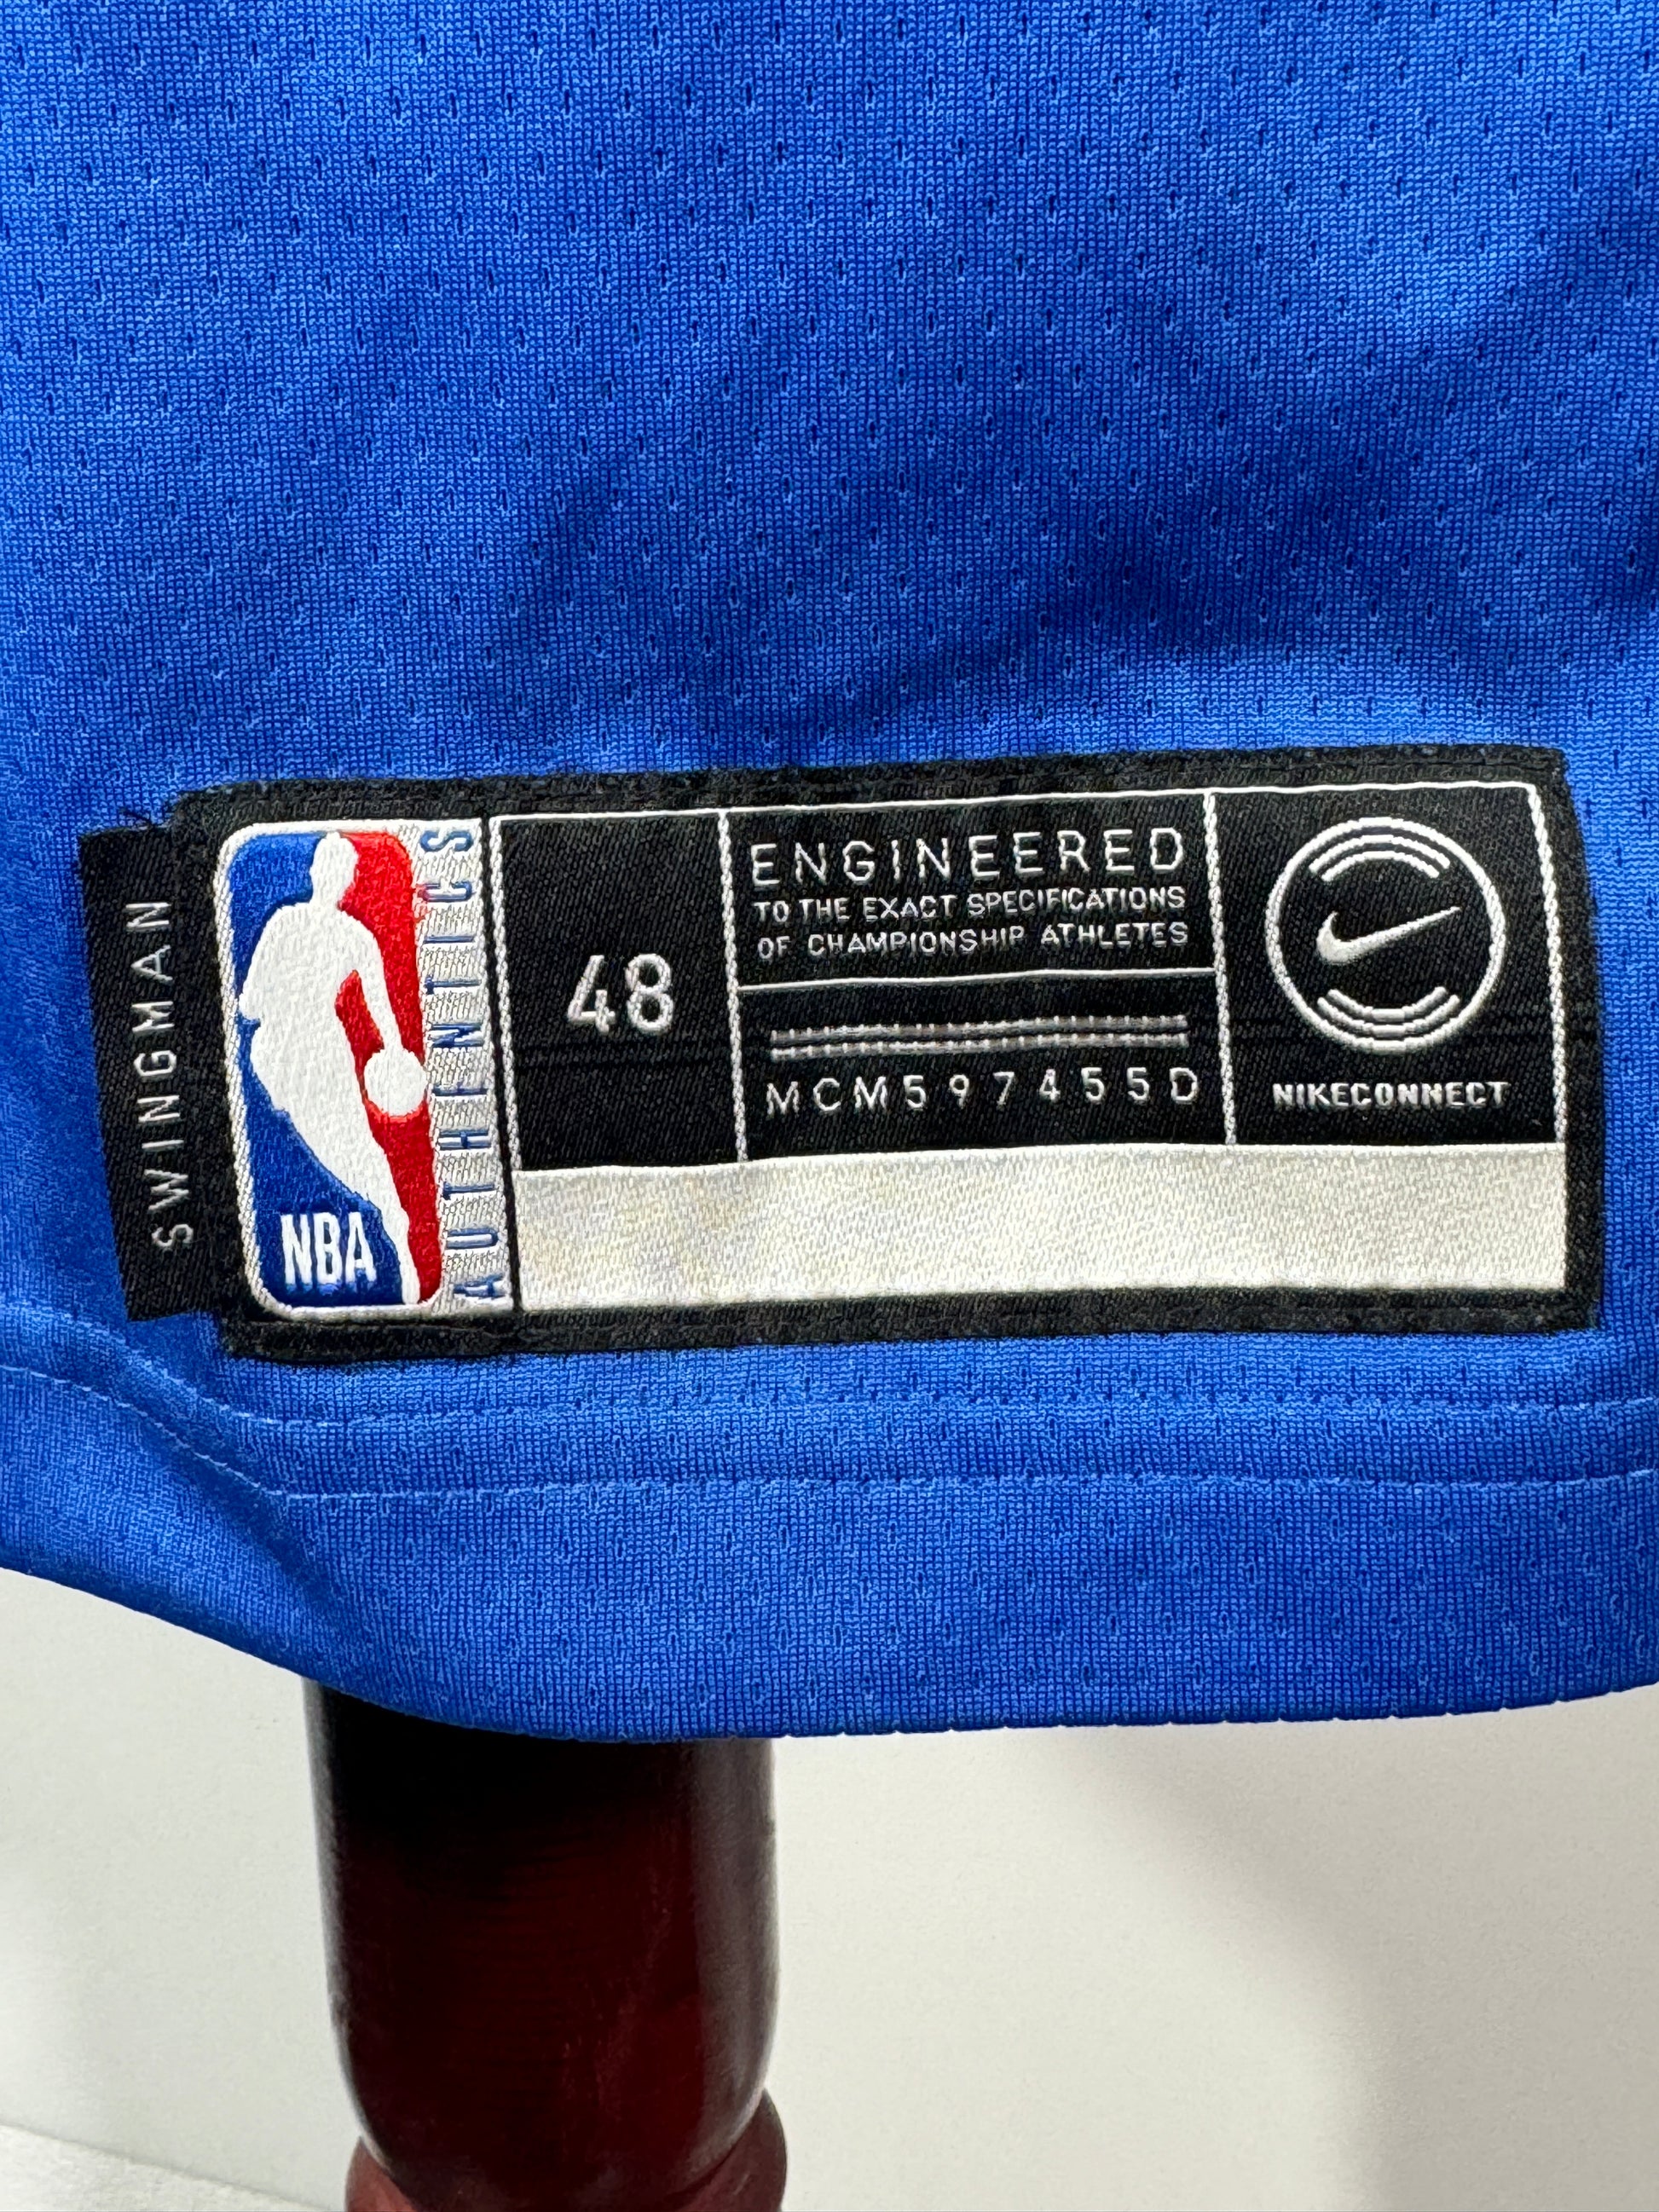 SWINGMAN
NBA
AUTHENTICS
48
ENGINEERED
TO THE EXACT SPECIFICATIONS
OF CHAMPIONSHIP ATHLETES
MCM597455D
NIKECONNECT